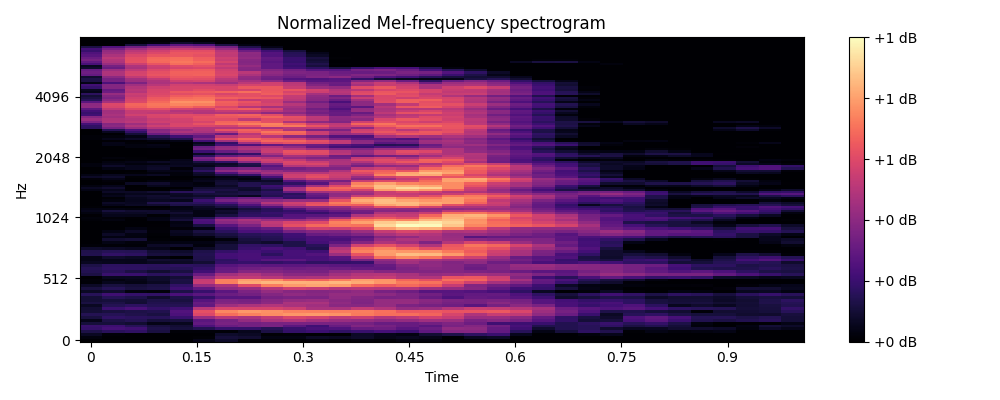 Normalized Mel-frequency spectrogram
Hz
4096
2048
1024
512
0
0
0.15
0.3
0.45
0.6
0.75
0.9
Time
+1 dB
+1 dB
+1 dB
+0 dB
+0 dB
+0 dB